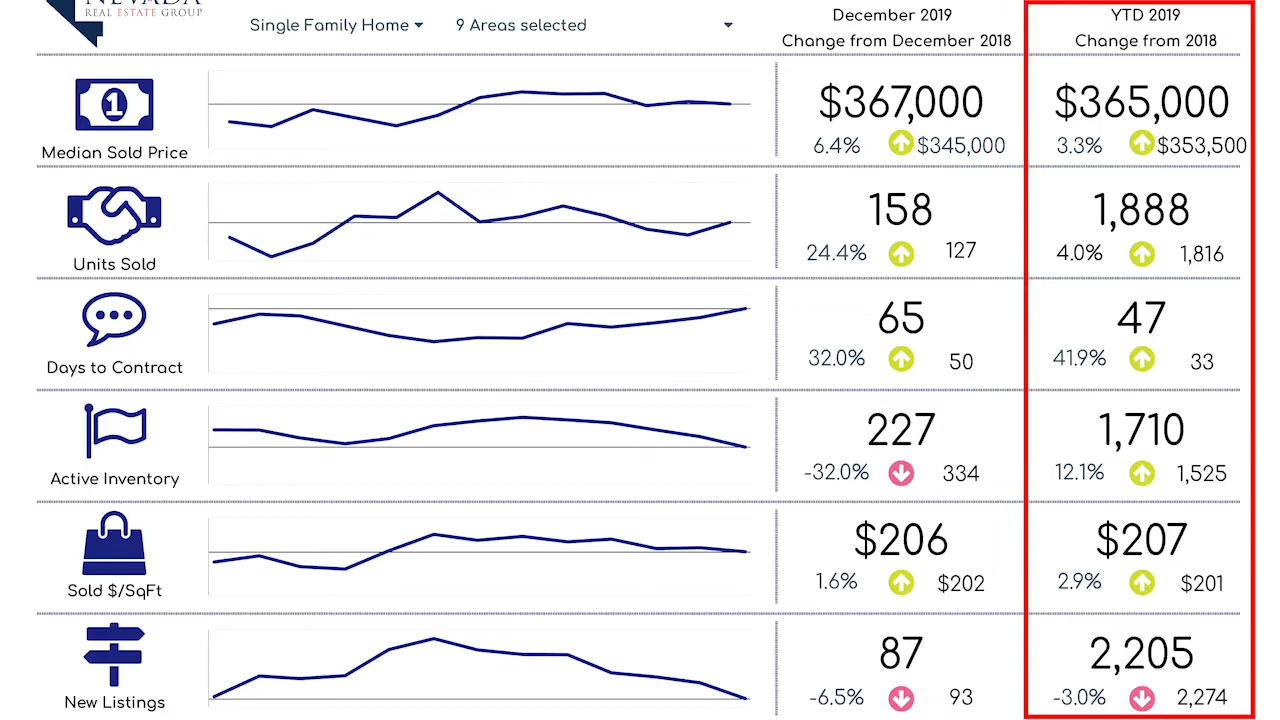 NEVADA
REAL ESTATE GROUP
Single Family Home
9 Areas selected
December 2019
Change from December 2018
YTD 2019
Change from 2018
1
Median Sold Price
$367,000
6.4% $345,000
$365,000
3.3% $353,500
Units Sold
158
24.4% 127
1,888
4.0% 1,816
Days to Contract
65
32.0% 50
47
41.9% 33
Active Inventory
227
-32.0% 334
1,710
12.1% 1,525
Sold $/SqFt
$206
1.6% $202
$207
2.9% $201
New Listings
87
-6.5% 93
2,205
-3.0% 2,274